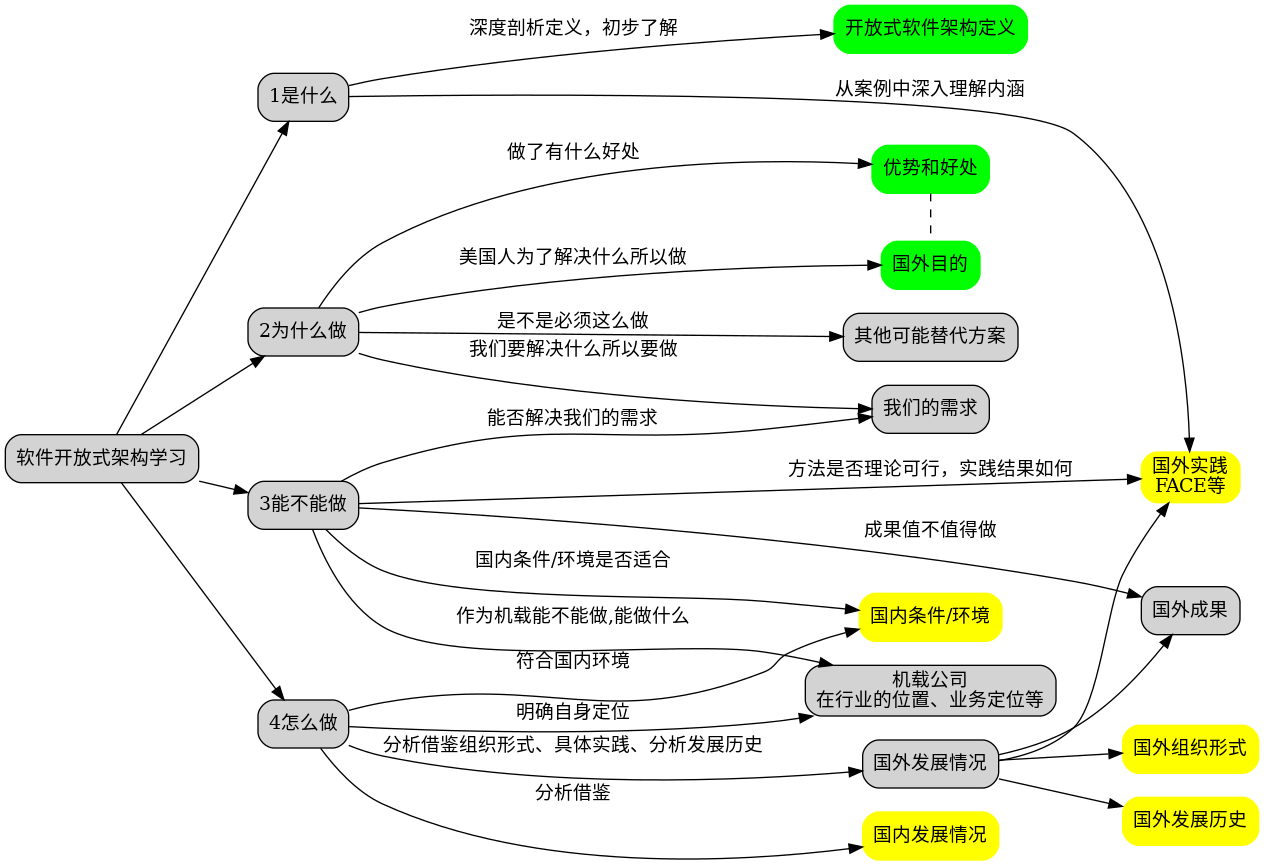 深度剖析定义，初步了解
开放式软件架构定义
1是什么
从案例中深入理解内涵
做了有什么好处
优势和好处
美国人为了解决什么所以做
国外目的
2为什么做
是不是必须这么做
其他可能替代方案
我们要解决什么所以要做
我们的需求
能否解决我们的需求
软件开放式架构学习
方法是否理论可行，实践结果如何
国外实践
FACE等
3能不能做
成果值不值得做
国内条件/环境是否适合
国外成果
作为机载能不能做,能做什么
国内条件/环境
符合国内环境
机载公司
在行业的位置、业务定位等
4怎么做
明确自身定位
分析借鉴组织形式、具体实践、分析发展历史
国外发展情况
国外组织形式
分析借鉴
国外发展历史
国内发展情况